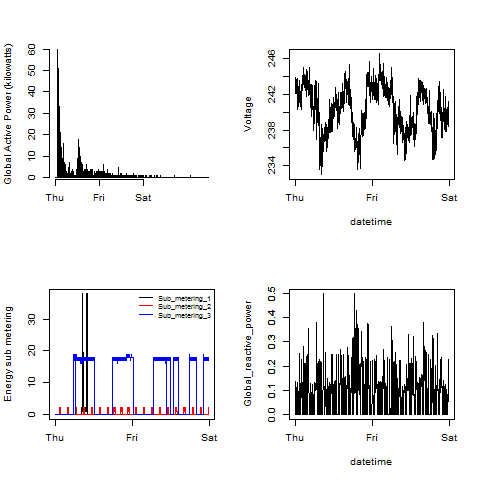 Global Active Power (kilowatts)
0 10 20 30 40 50 60
Thu Fri Sat
Voltage
234 238 242 246
Thu Fri Sat
datetime
Energy sub metering
0 10 20 30
Sub_metering_1
Sub_metering_2
Sub_metering_3
Thu Fri Sat
Global_reactive_power
0.0 0.1 0.2 0.3 0.4 0.5
Thu Fri Sat
datetime